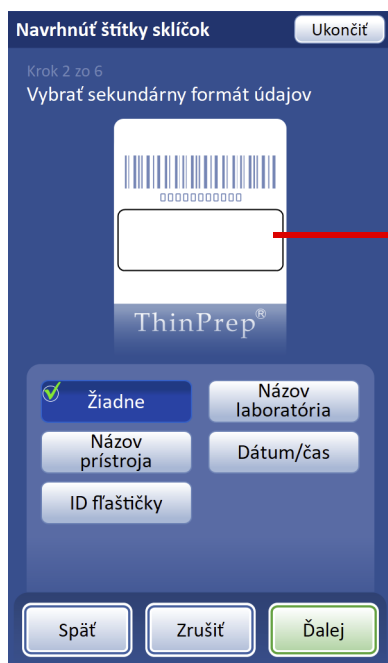 Navrhnúť štítky sklíčok
Ukončiť
Krok 2 zo 6
Vybrať sekundárny formát údajov
00000000000
ThinPrep®
Žiadne
Názov
laboratória
Názov
prístroja
Dátum/čas
ID fľaštičky
Späť
Zrušiť
Ďalej